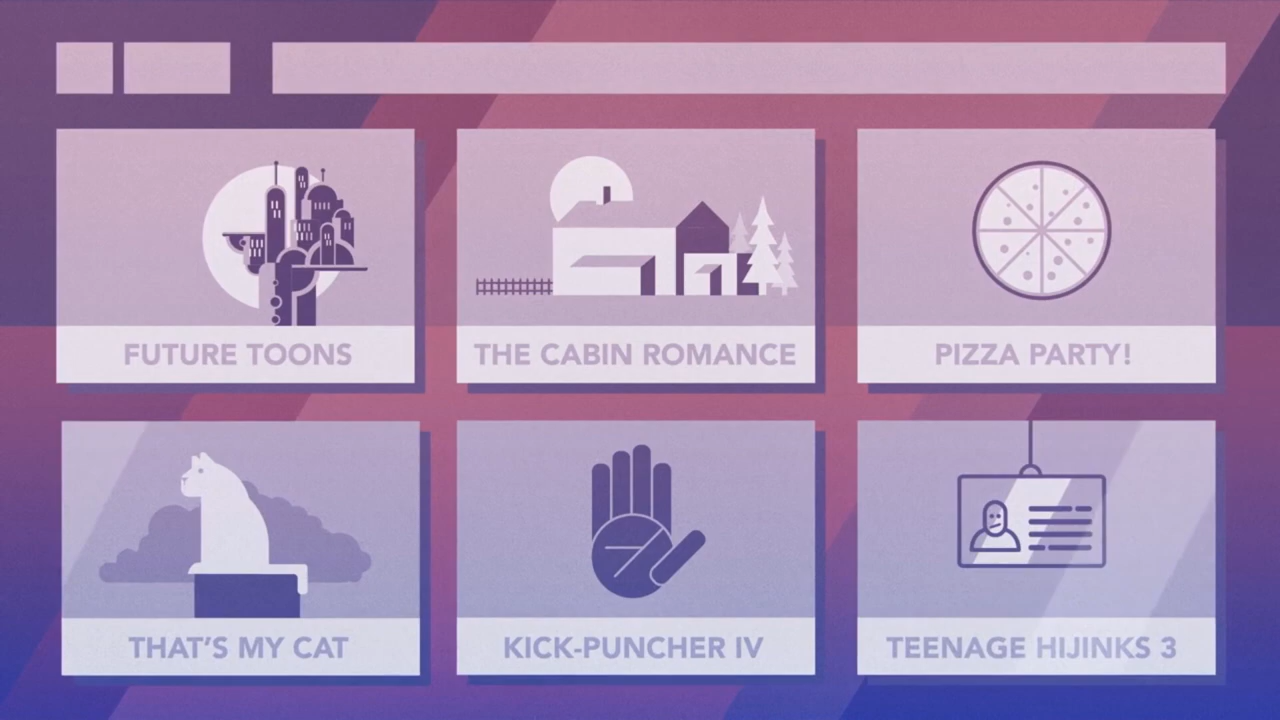 FUTURE TOONS
THE CABIN ROMANCE
PIZZA PARTY!
THAT'S MY CAT
KICK-PUNCHER IV
TEENAGE HIJINKS 3